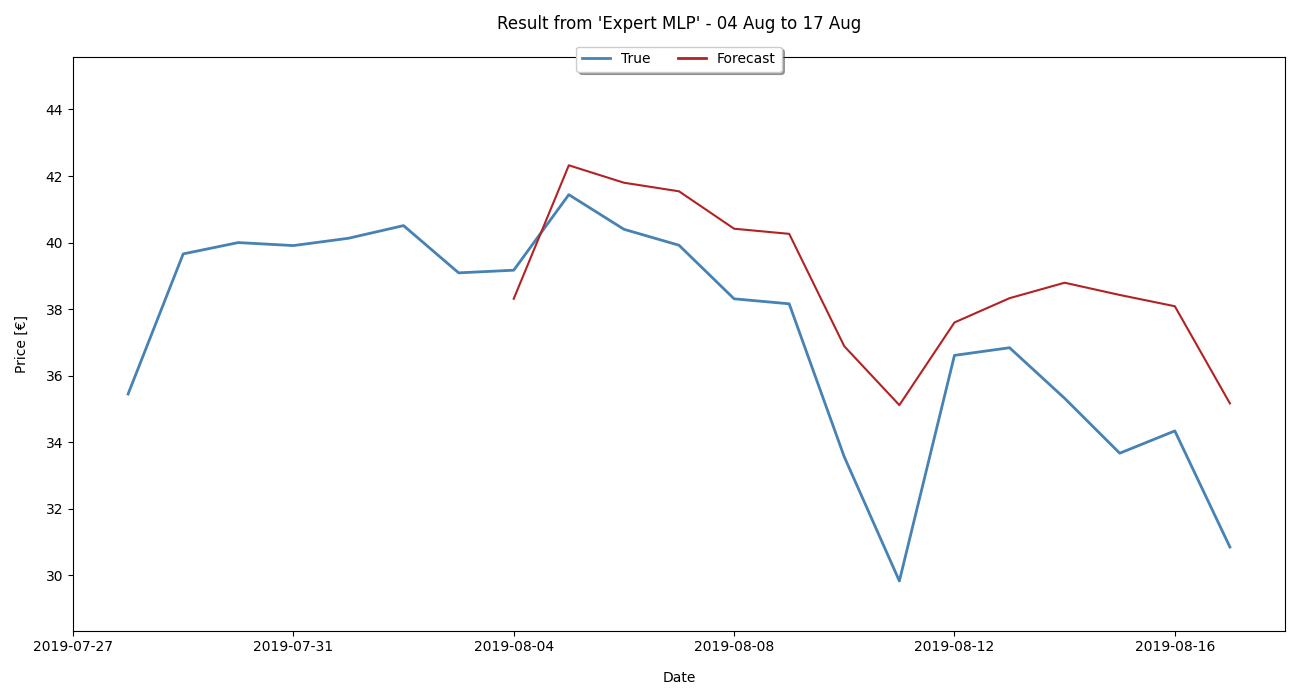 Result from 'Expert MLP' - 04 Aug to 17 Aug
True Forecast
44
42
40
38
36
34
32
30
Price [€]
2019-07-27 2019-07-31 2019-08-04 2019-08-08 2019-08-12 2019-08-16
Date